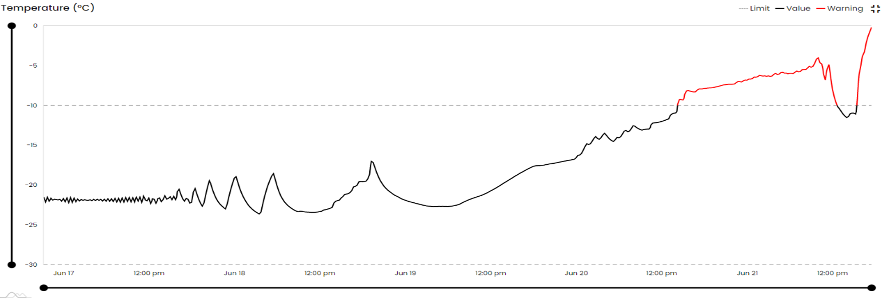 Temperature (°C)
Limit Value Warning
0
-5
-10
-15
-20
-25
-30
Jun 17 12:00 pm Jun 18 12:00 pm Jun 19 12:00 pm Jun 20 12:00 pm Jun 21 12:00 pm